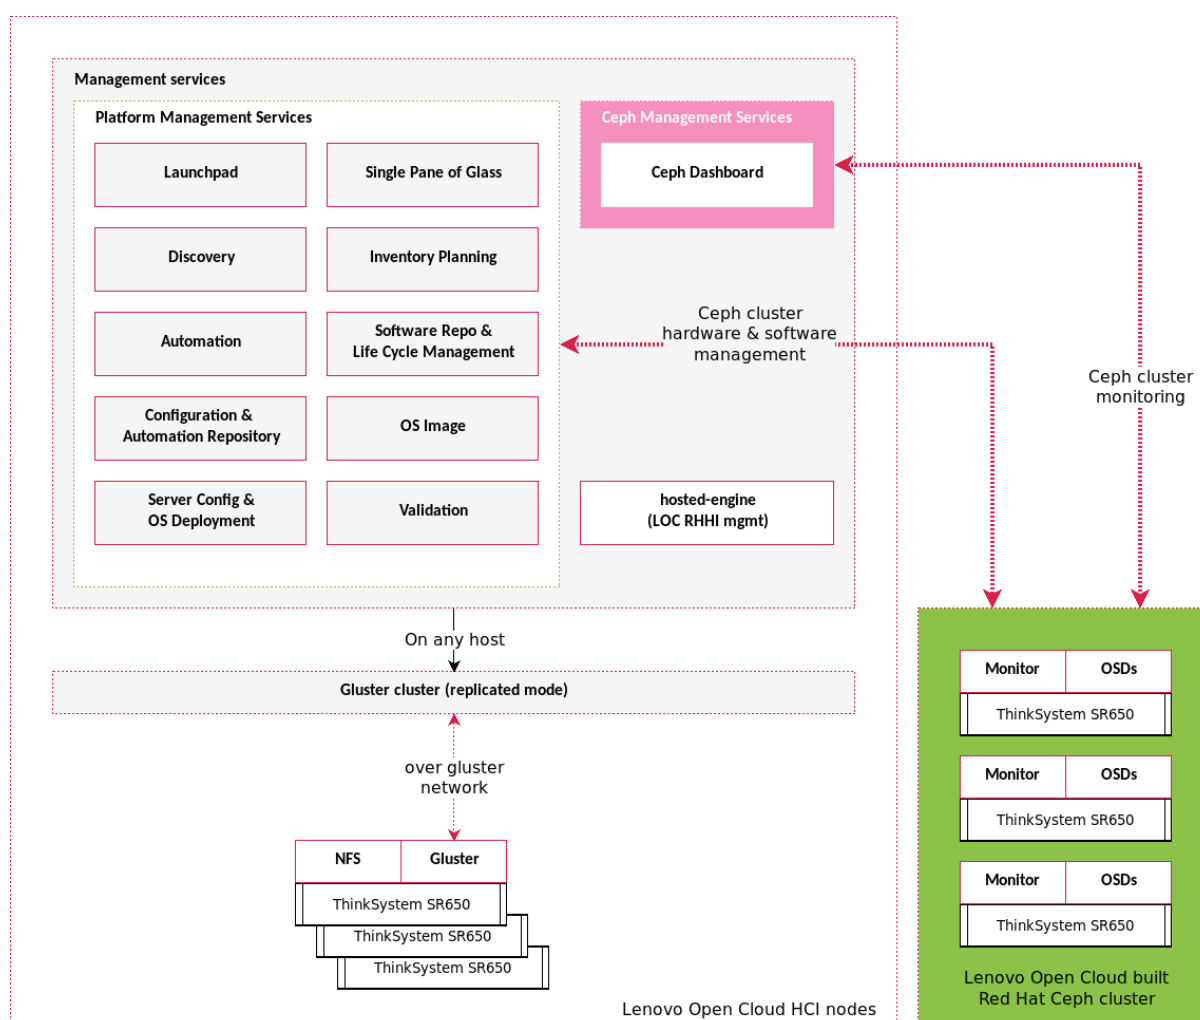 Management services
Platform Management Services
Ceph Management Services
Launchpad
Single Pane of Glass
Ceph Dashboard
Discovery
Inventory Planning
Automation
Software Repo &
Life Cycle Management
Ceph cluster
hardware & software
management
Ceph cluster
monitoring
Configuration &
Automation Repository
OS Image
Server Config &
OS Deployment
Validation
hosted-engine
(LOC RHHI mgmt)
On any host
Gluster cluster (replicated mode)
over gluster
network
NFS
Gluster
ThinkSystem SR650
ThinkSystem SR650
ThinkSystem SR650
Lenovo Open Cloud HCI nodes
Monitor
OSDs
ThinkSystem SR650
Monitor
OSDs
ThinkSystem SR650
Monitor
OSDs
ThinkSystem SR650
Lenovo Open Cloud built
Red Hat Ceph cluster